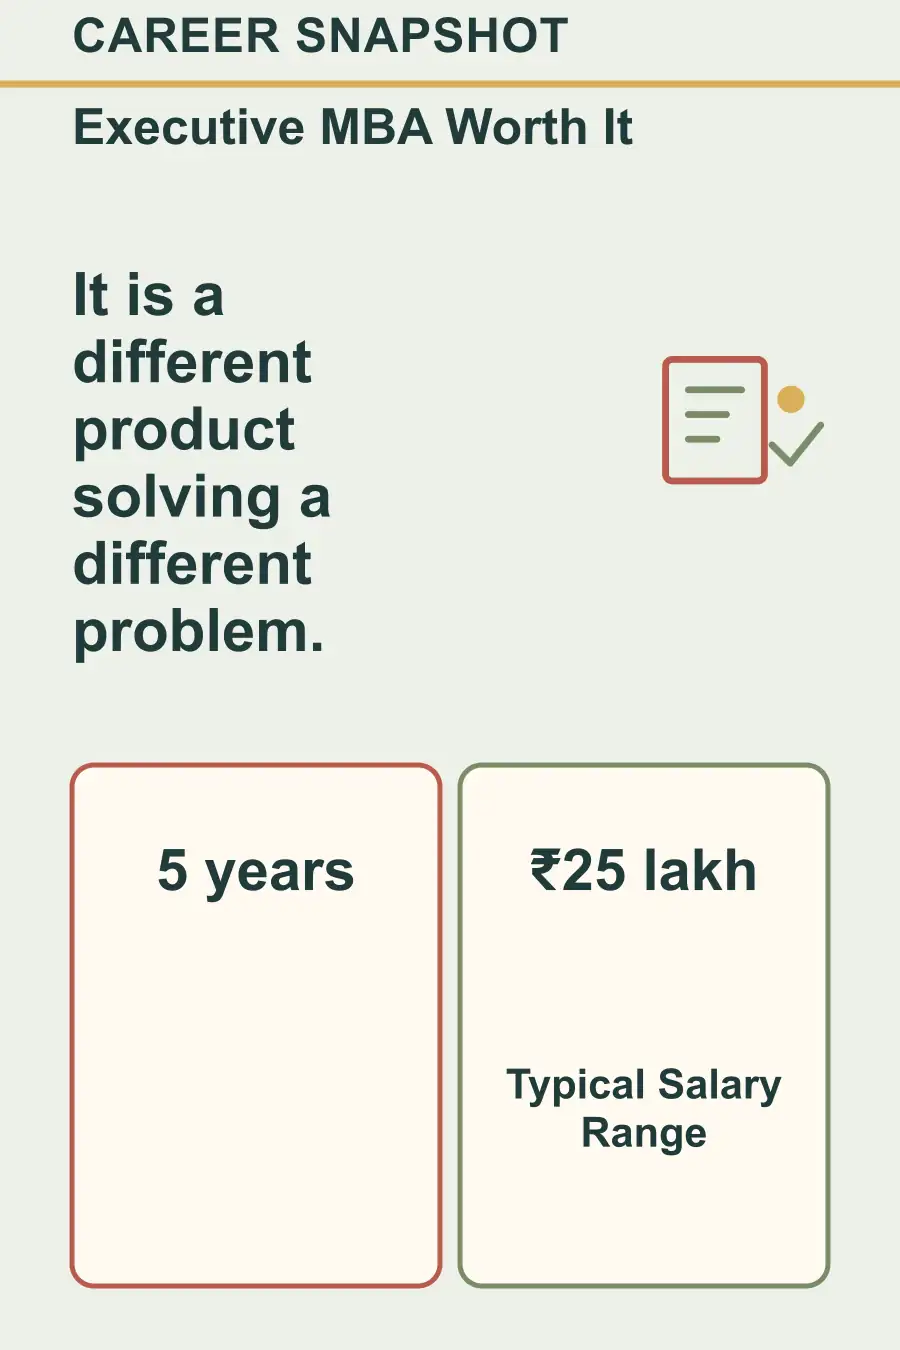 CAREER SNAPSHOT
Executive MBA Worth It
It is a
different
product
solving a
different
problem.
5 years
₹25 lakh
Typical Salary
Range